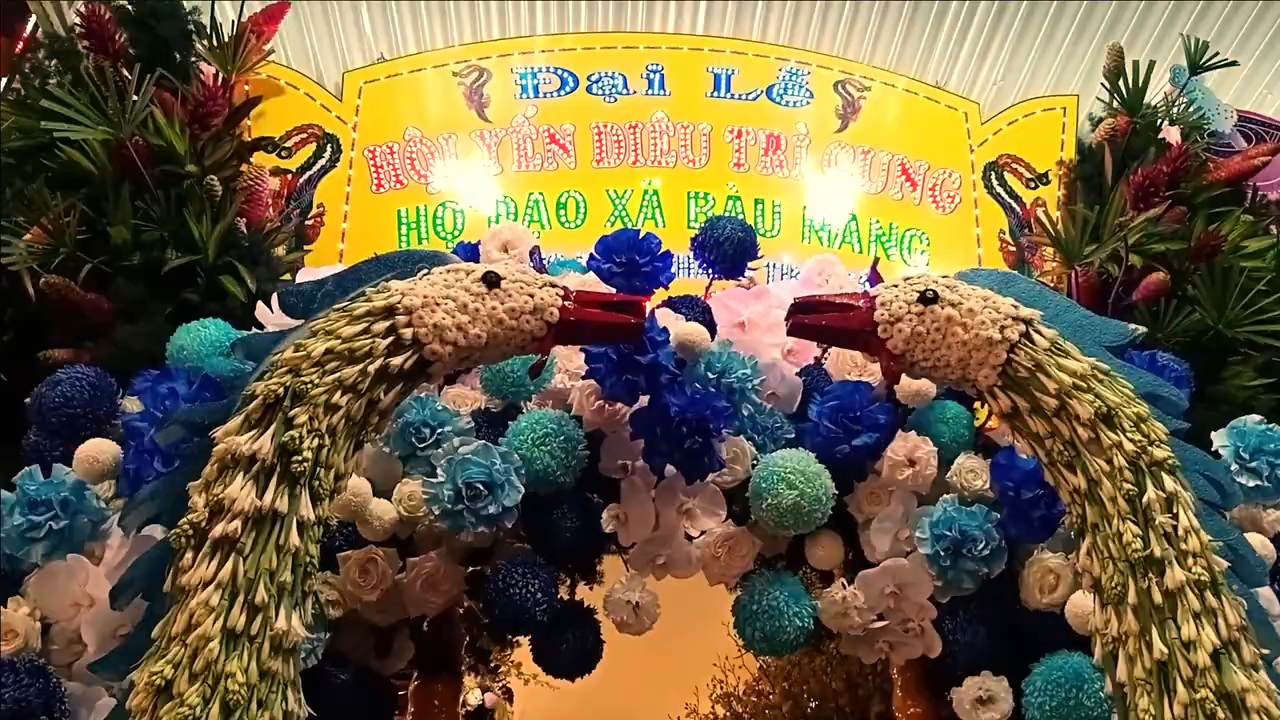 Đại Lễ
HỘI YẾN DIÊU TRÌ CUNG
HỌ ĐẠO XÃ BÀU NĂNG